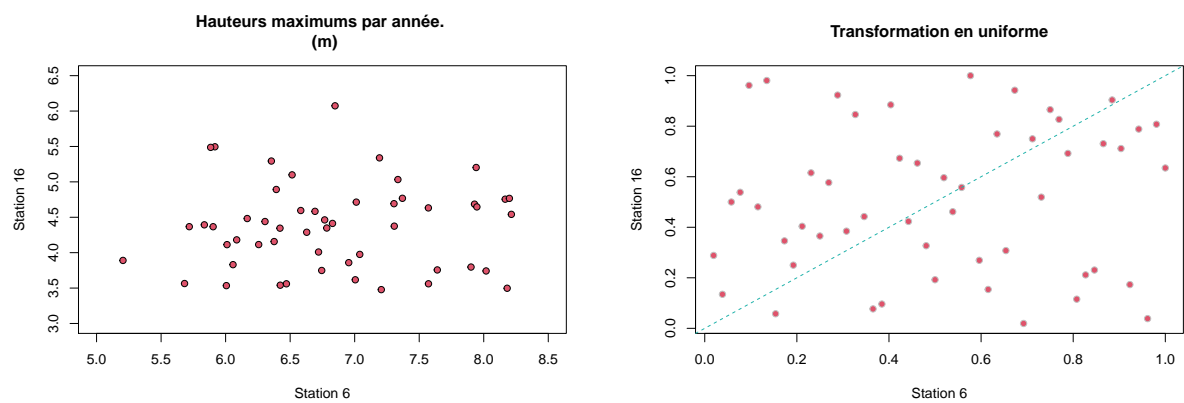 Hauteurs maximums par année.
(m)
Station 16
6.5
6.0
5.5
5.0
4.5
4.0
3.5
3.0
5.0 5.5 6.0 6.5 7.0 7.5 8.0 8.5
Station 6
Transformation en uniforme
Station 16
1.0
0.8
0.6
0.4
0.2
0.0
0.0 0.2 0.4 0.6 0.8 1.0
Station 6